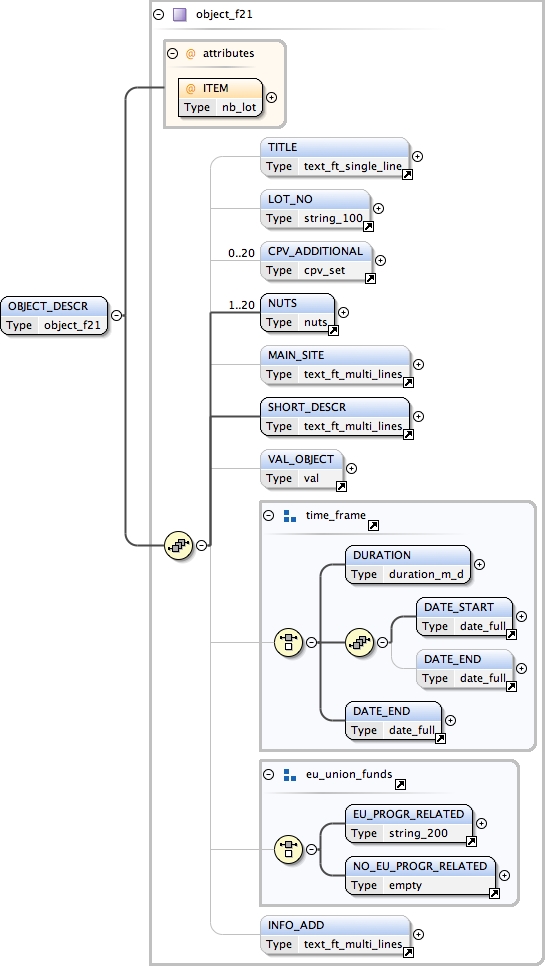 object_f21
@ attributes
@ ITEM
Type nb_lot
TITLE
Type text_ft_single_line
LOT_NO
Type string_100
0..20
CPV_ADDITIONAL
Type cpv_set
OBJECT_DESCR
Type object_f21
1..20
NUTS
Type nuts
MAIN_SITE
Type text_ft_multi_lines
SHORT_DESCR
Type text_ft_multi_lines
VAL_OBJECT
Type val
time_frame
DURATION
Type duration_m_d
DATE_START
Type date_full
DATE_END
Type date_full
DATE_END
Type date_full
eu_union_funds
EU_PROGR_RELATED
Type string_200
NO_EU_PROGR_RELATED
Type empty
INFO_ADD
Type text_ft_multi_lines